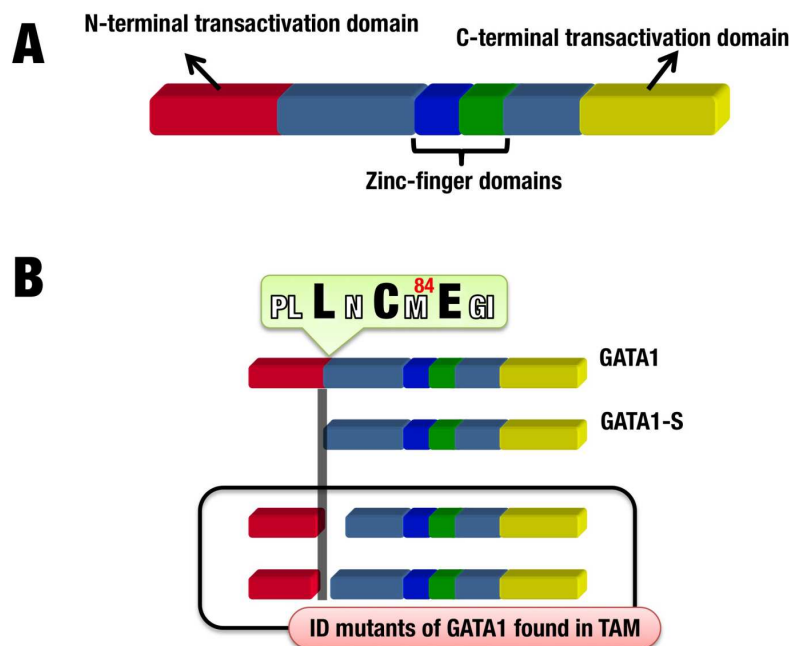 A
N-terminal transactivation domain
C-terminal transactivation domain
Zinc-finger domains
B
84
PL L N C M E GI
GATA1
GATA1-S
ID mutants of GATA1 found in TAM